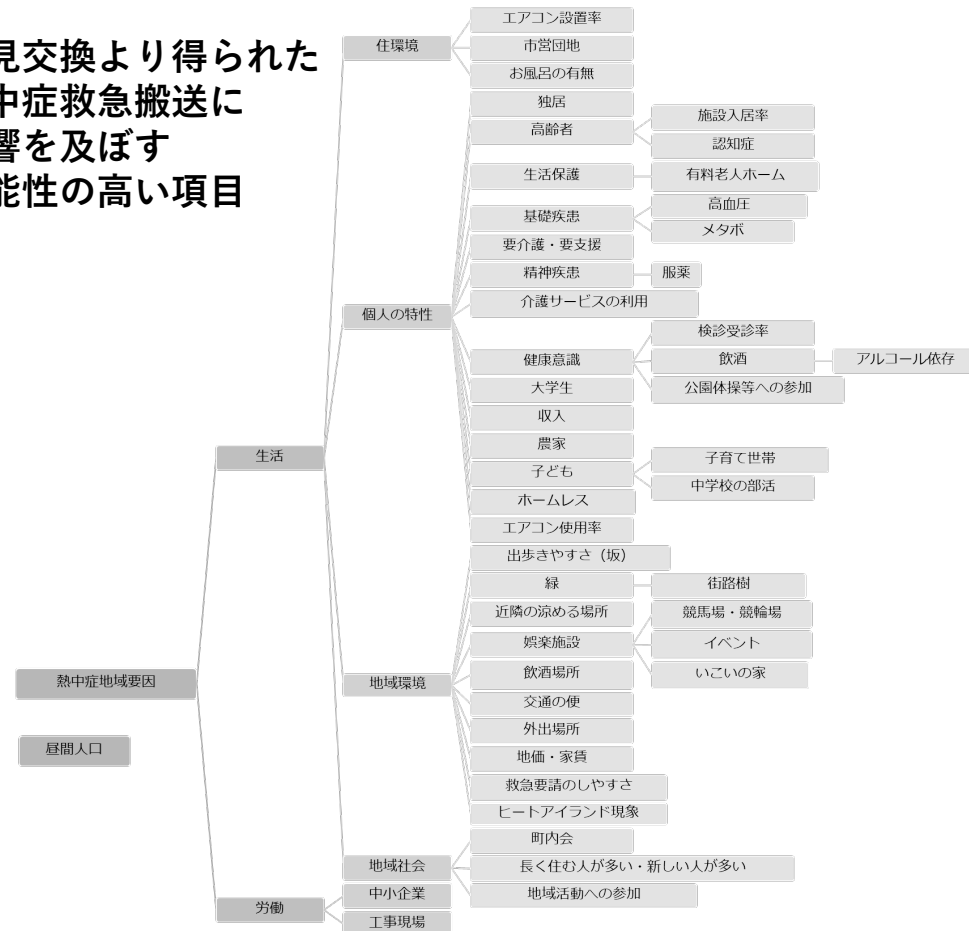 見交換より得られた
中症救急搬送に
響を及ぼす
能性の高い項目
熱中症地域要因
昼間人口
生活
労働
住環境
個人の特性
地域環境
地域社会
中小企業
工事現場
エアコン設置率
市営団地
お風呂の有無
独居
高齢者
施設入居率
認知症
生活保護
有料老人ホーム
基礎疾患
高血圧
メタボ
要介護・要支援
精神疾患
服薬
介護サービスの利用
健康意識
検診受診率
飲酒
アルコール依存
公園体操等への参加
大学生
収入
農家
子ども
子育て世帯
中学校の部活
ホームレス
エアコン使用率
出歩きやすさ（坂）
緑
街路樹
近隣の涼める場所
娯楽施設
競馬場・競輪場
イベント
いこいの家
飲酒場所
交通の便
外出場所
地価・家賃
救急要請のしやすさ
ヒートアイランド現象
町内会
長く住む人が多い・新しい人が多い
地域活動への参加